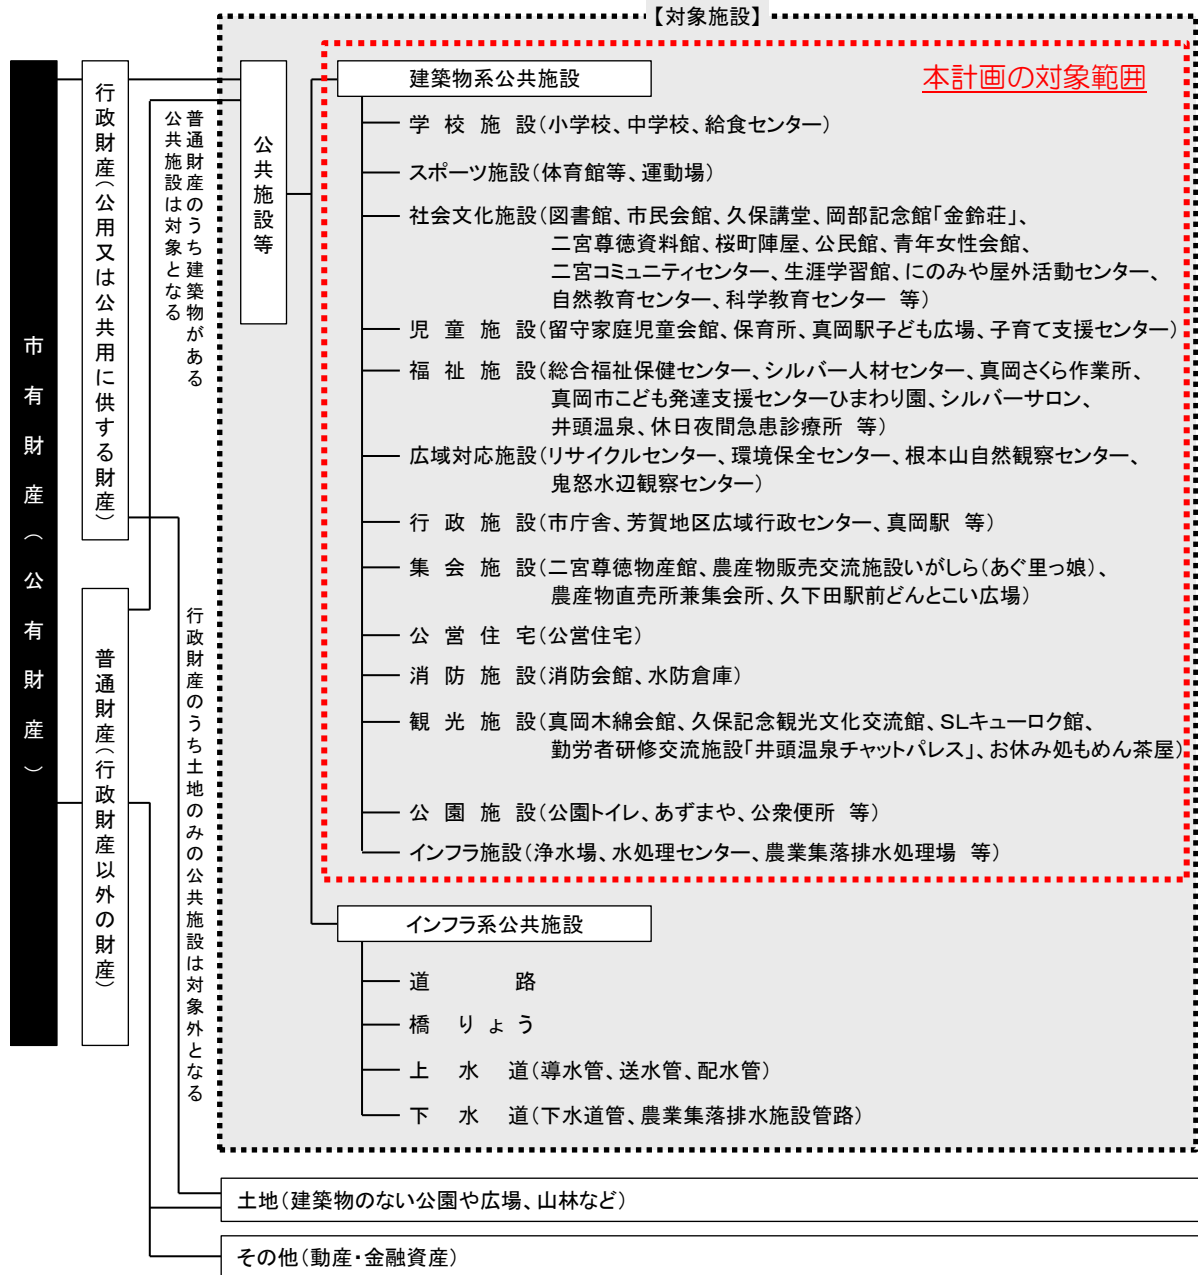 【対象施設】
本計画の対象範囲
市有財産（公有財産）
行政財産（公用又は公共用に供する財産）
普通財産（行政財産以外の財産）
普通財産のうち建築物がある
公共施設は対象となる
行政財産のうち土地のみの公共施設は対象外となる
公共施設等
建築物系公共施設
学校施設（小学校、中学校、給食センター）
スポーツ施設（体育館等、運動場）
社会文化施設（図書館、市民会館、久保講堂、岡部記念館「金鈴荘」、
二宮尊徳資料館、桜町陣屋、公民館、青年女性会館、
二宮コミュニティセンター、生涯学習館、にのみや屋外活動センター、
自然教育センター、科学教育センター 等）
児童施設（留守家庭児童会館、保育所、真岡駅子ども広場、子育て支援センター）
福祉施設（総合福祉保健センター、シルバー人材センター、真岡さくら作業所、
真岡市こども発達支援センターひまわり園、シルバーサロン、
井頭温泉、休日夜間急患診療所 等）
広域対応施設（リサイクルセンター、環境保全センター、根本山自然観察センター、
鬼怒水辺観察センター）
行政施設（市庁舎、芳賀地区広域行政センター、真岡駅 等）
集会施設（二宮尊徳物産館、農産物販売交流施設いがしら（あぐ里っ娘）、
農産物直売所兼集会所、久下田駅前どんとこい広場）
公営住宅（公営住宅）
消防施設（消防会館、水防倉庫）
観光施設（真岡木綿会館、久保記念観光文化交流館、SLキューロク館、
勤労者研修交流施設「井頭温泉チャットパレス」、お休み処もめん茶屋）
公園施設（公園トイレ、あずまや、公衆便所 等）
インフラ施設（浄水場、水処理センター、農業集落排水処理場 等）
インフラ系公共施設
道路
橋りょう
上水道（導水管、送水管、配水管）
下水道（下水道管、農業集落排水施設管路）
土地（建築物のない公園や広場、山林など）
その他（動産・金融資産）